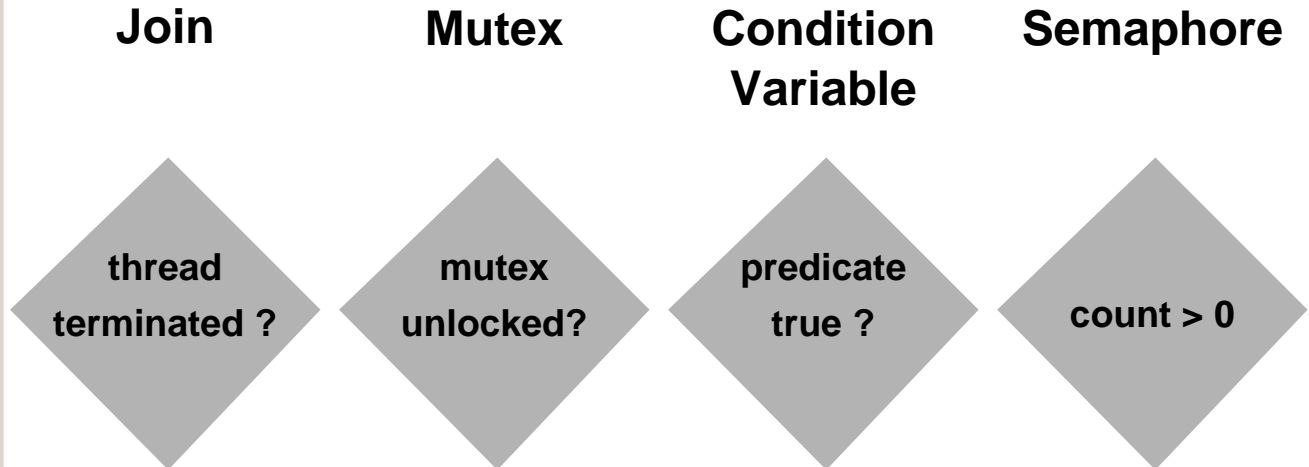 Join
Mutex
Condition
Variable
Semaphore
thread
terminated ?
mutex
unlocked?
predicate
true ?
count > 0